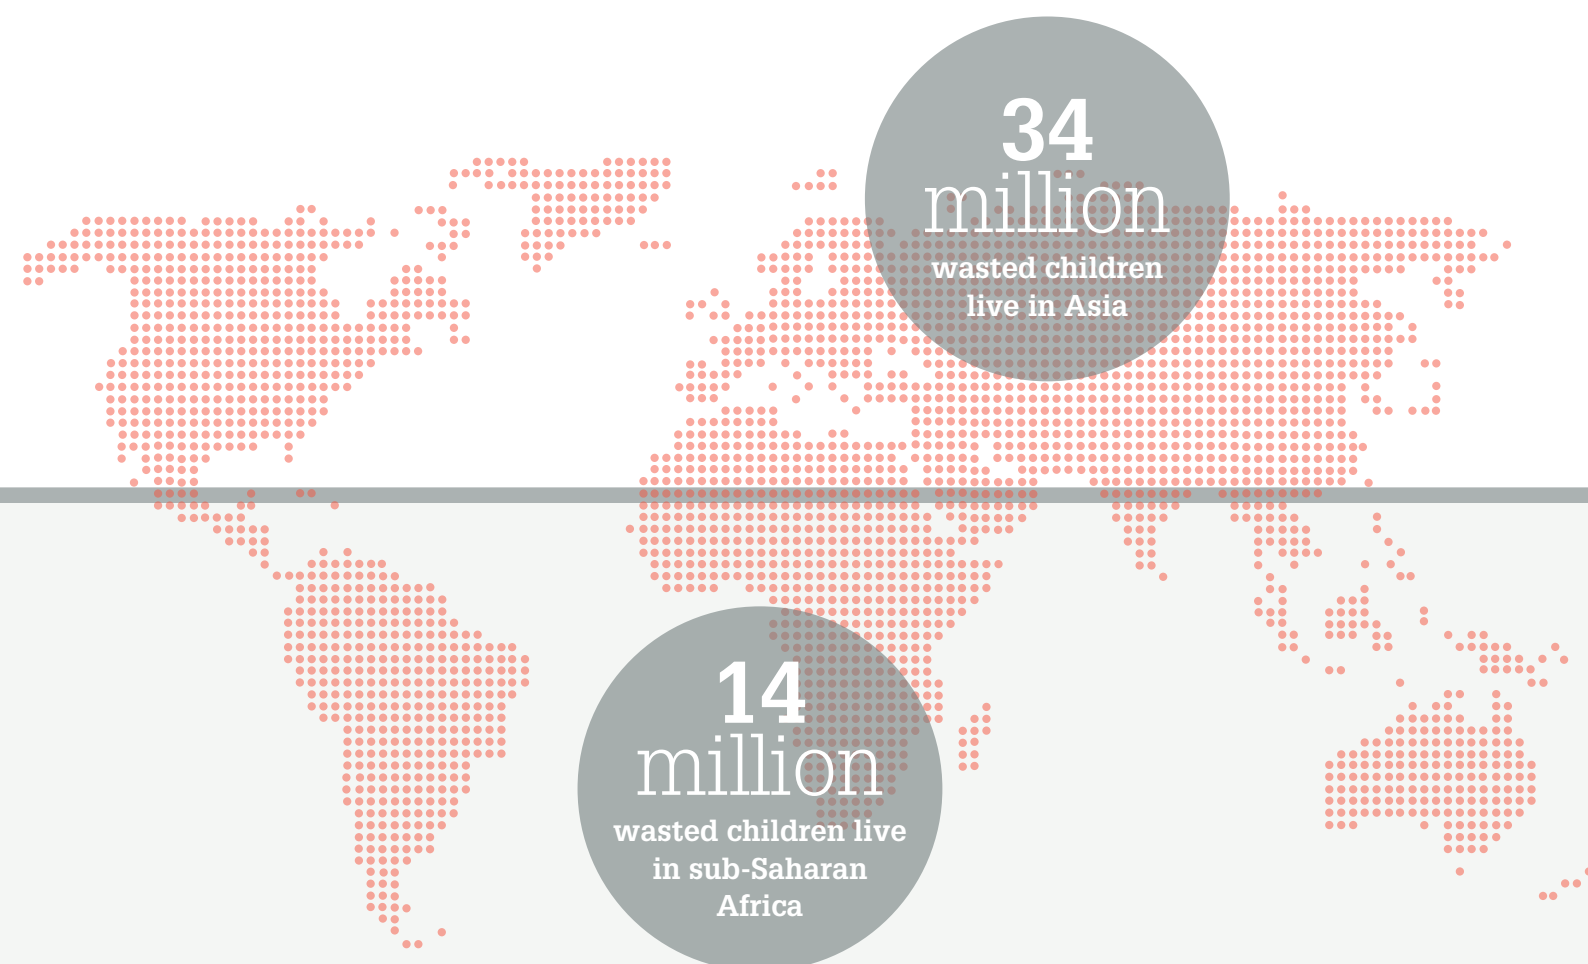 34
million
wasted children
live in Asia
14
million
wasted children live
in sub-Saharan
Africa